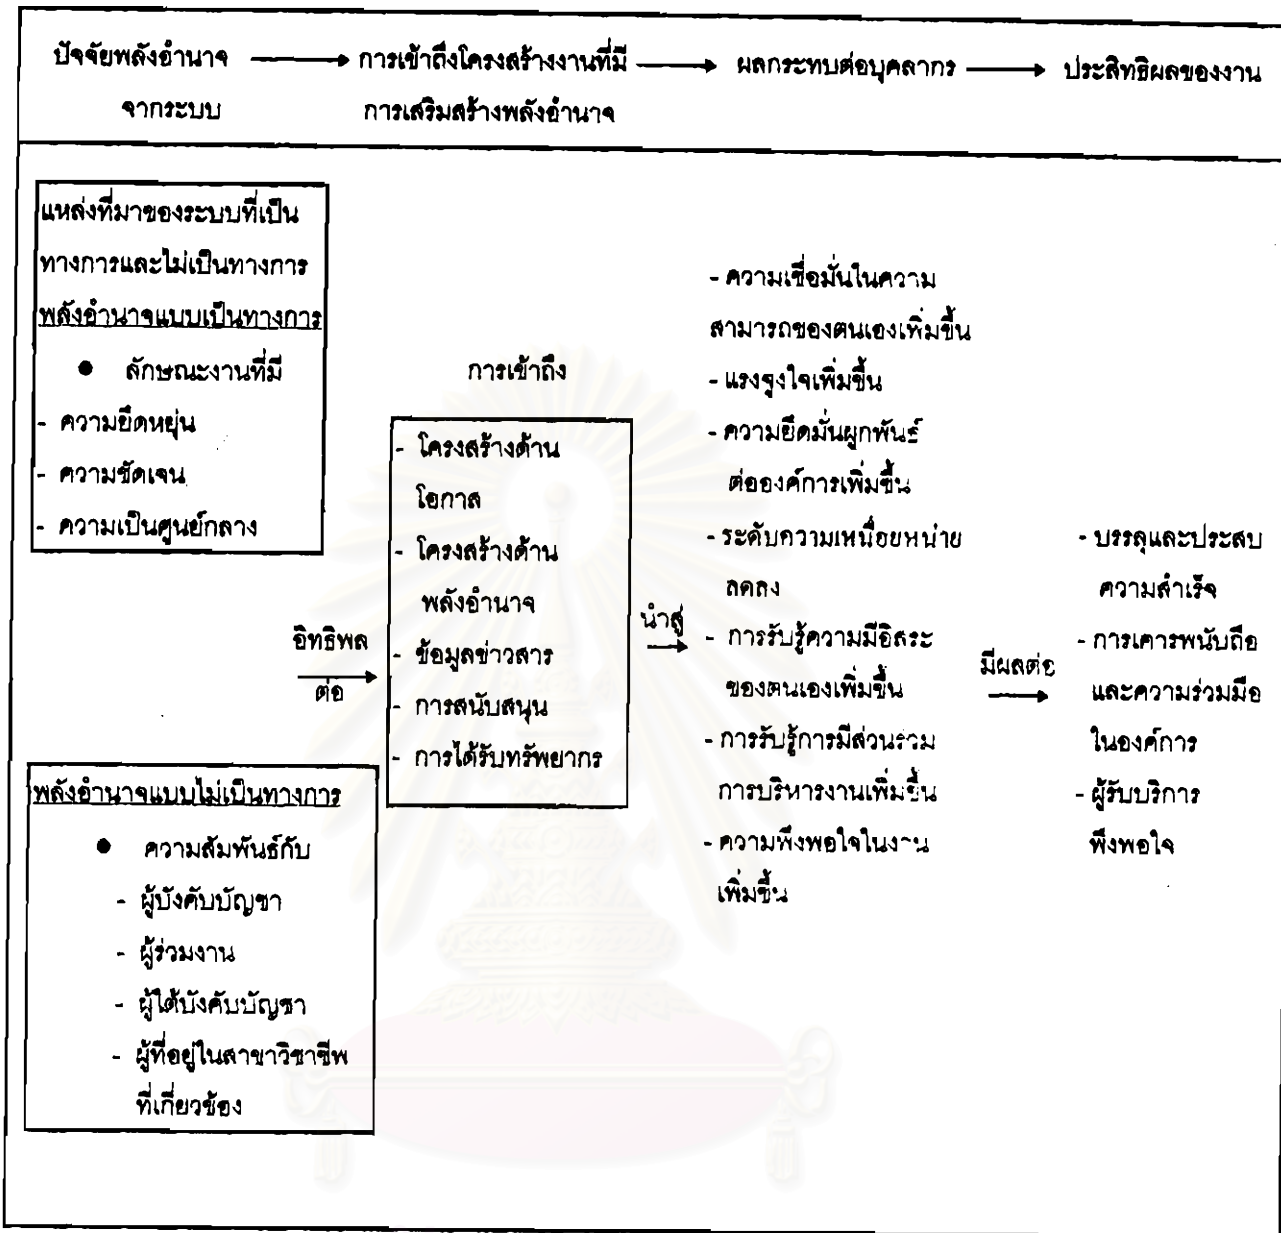 ปัจจัยพลังอำนาจ → การเข้าถึงโครงสร้างงานที่มี → ผลกระทบต่อบุคลากร → ประสิทธิผลของงาน
จากระบบ การเสริมสร้างพลังอำนาจ
แหล่งที่มาของระบบที่เป็น
ทางการและไม่เป็นทางการ
พลังอำนาจแบบเป็นทางการ
● ลักษณะงานที่มี
- ความยืดหยุ่น
- ความชัดเจน
- ความเป็นศูนย์กลาง
พลังอำนาจแบบไม่เป็นทางการ
● ความสัมพันธ์กับ
- ผู้บังคับบัญชา
- ผู้ร่วมงาน
- ผู้ใต้บังคับบัญชา
- ผู้ที่อยู่ในสาขาวิชาชีพ
ที่เกี่ยวข้อง
อิทธิพล
ต่อ
การเข้าถึง
- โครงสร้างด้าน
โอกาส
- โครงสร้างด้าน
พลังอำนาจ
- ข้อมูลข่าวสาร
- การสนับสนุน
- การได้รับทรัพยากร
นำสู่
- ความเชื่อมั่นในความ
สามารถของตนเองเพิ่มขึ้น
- แรงจูงใจเพิ่มขึ้น
- ความยึดมั่นผูกพันธ์
ต่อองค์การเพิ่มขึ้น
- ระดับความเหนื่อยหน่าย
ลดลง
- การรับรู้ความมีอิสระ
ของตนเองเพิ่มขึ้น
- การรับรู้การมีส่วนร่วม
การบริหารงานเพิ่มขึ้น
- ความพึงพอใจในงาน
เพิ่มขึ้น
มีผลต่อ
- บรรลุและประสบ
ความสำเร็จ
- การเคารพนับถือ
และความร่วมมือ
ในองค์การ
- ผู้รับบริการ
พึงพอใจ